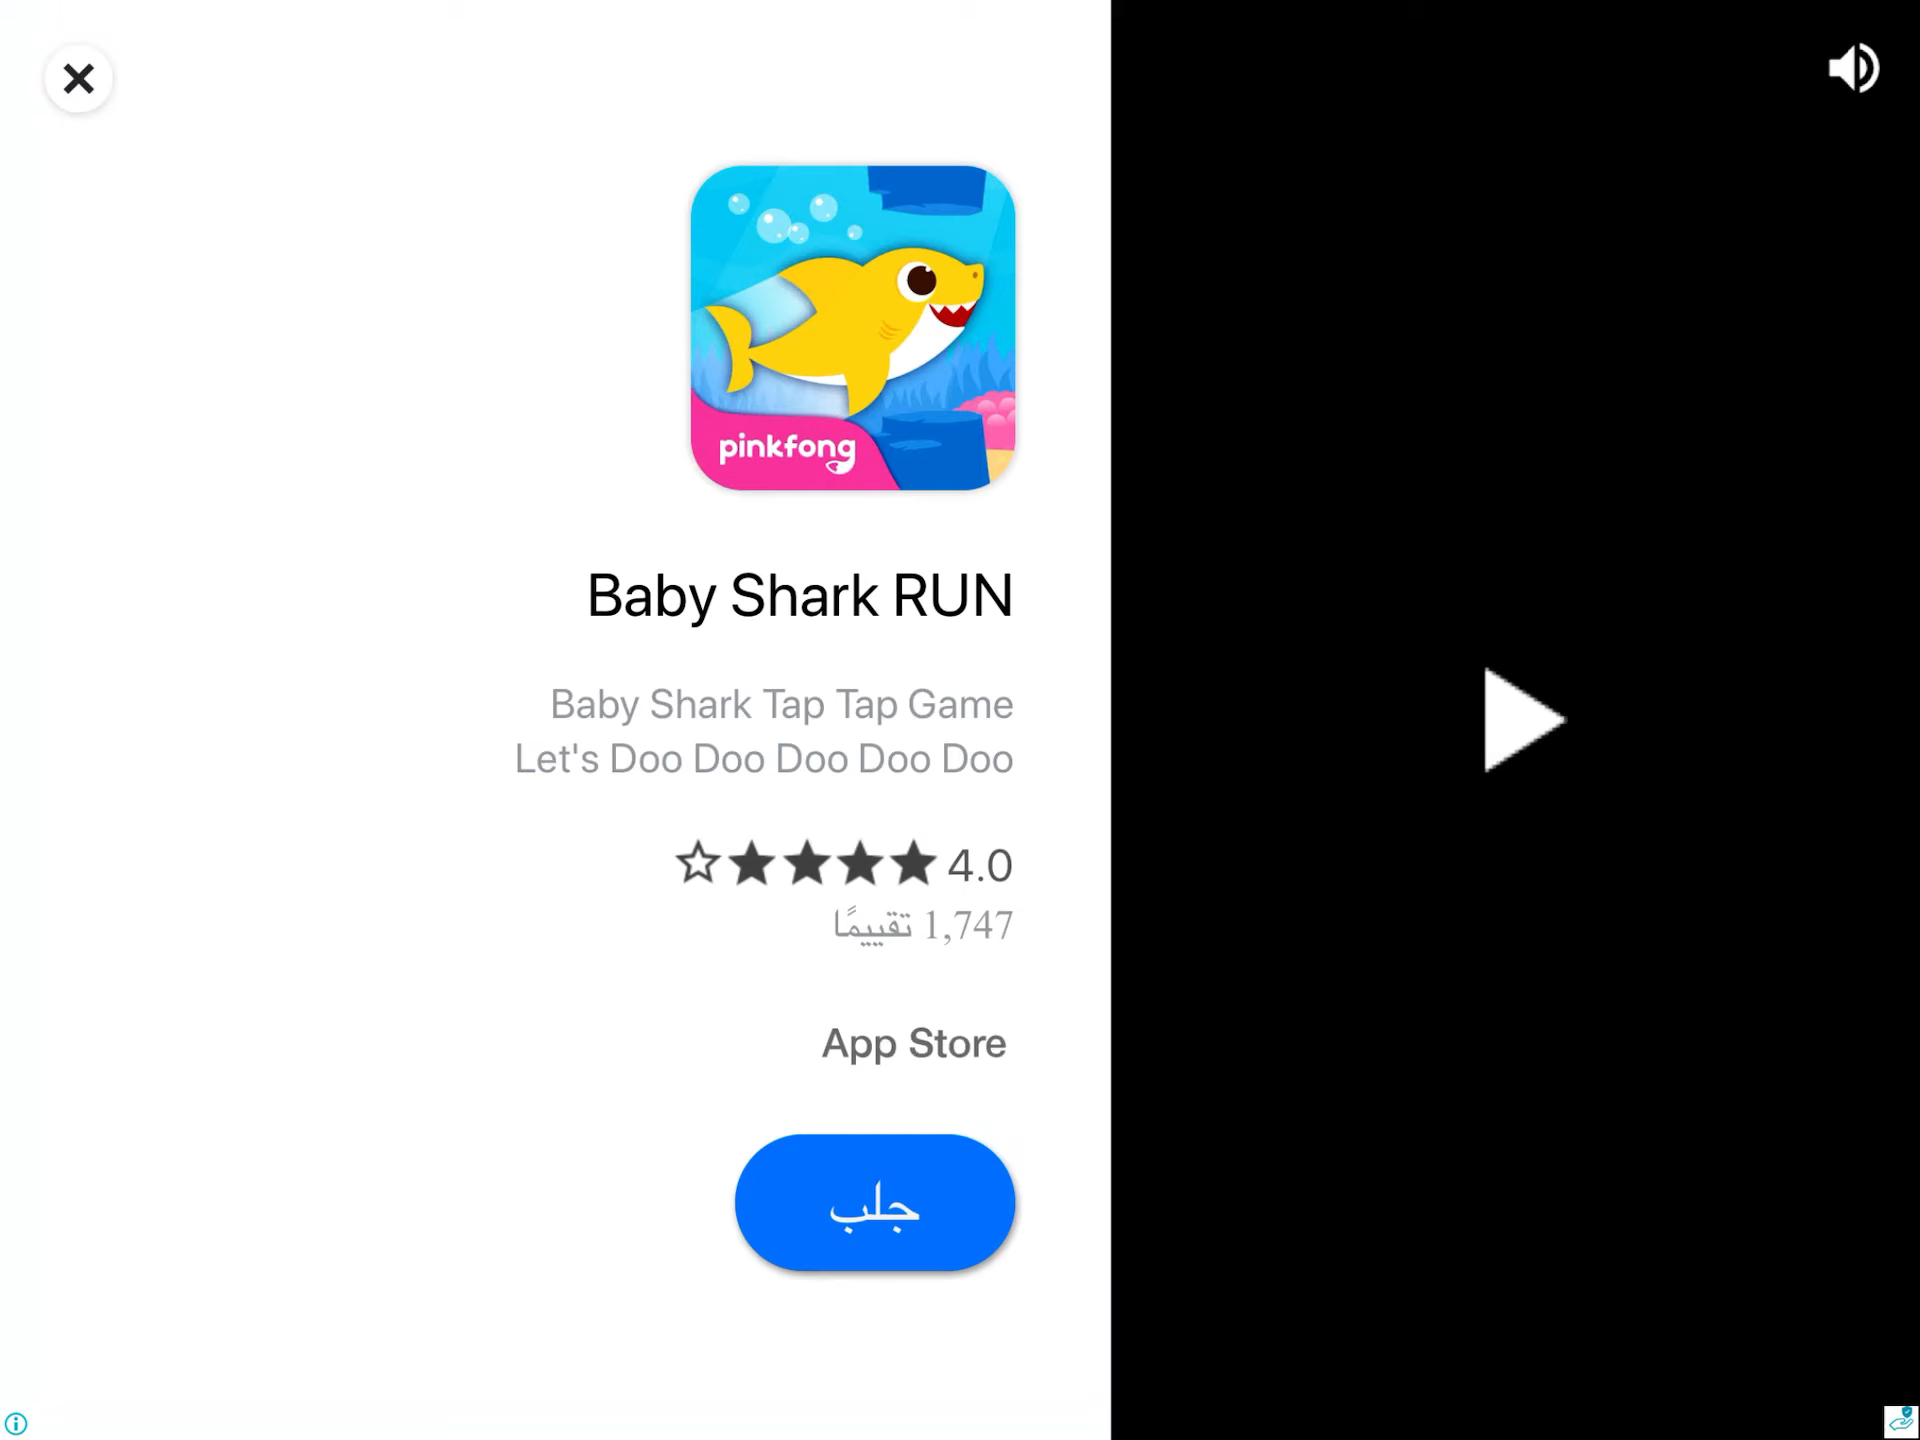 pinkfong
Baby Shark RUN
Baby Shark Tap Tap Game
Let's Doo Doo Doo Doo Doo
4.0
1,747 تقييمًا
App Store
جلب